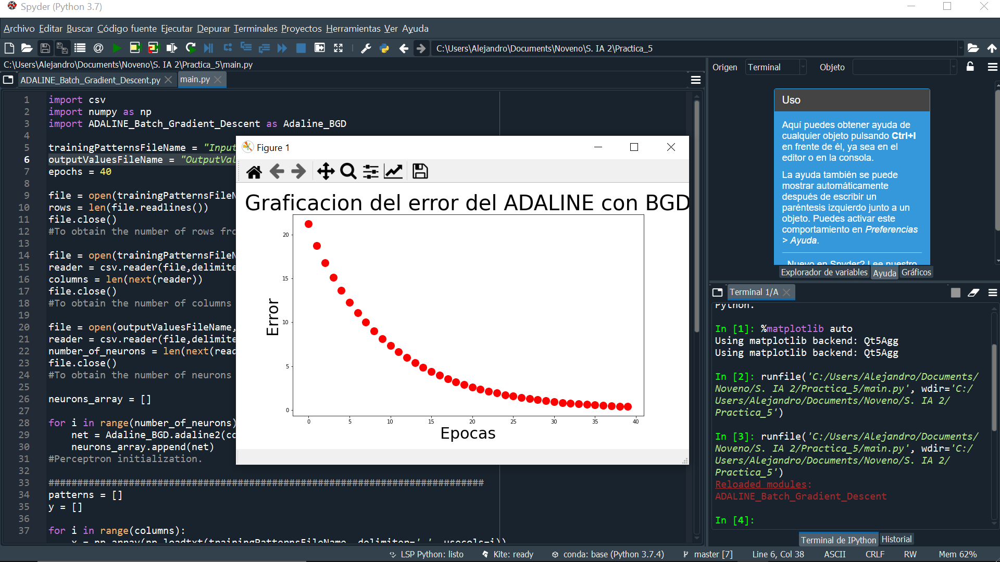 Spyder (Python 3.7)
Archivo Editar Buscar Código fuente Ejecutar Depurar Terminales Proyectos Herramientas Ver Ayuda
C:\Users\Alejandro\Documents\Noveno\S. IA 2\Practica_5
C:\Users\Alejandro\Documents\Noveno\S. IA 2\Practica_5\main.py
ADALINE_Batch_Gradient_Descent.py
main.py
1 import csv
2 import numpy as np
3 import ADALINE_Batch_Gradient_Descent as Adaline_BGD
4
5 trainingPatternsFileName = "Input
6 outputValuesFileName = "OutputVal
7 epochs = 40
8
9 file = open(trainingPatternsFileN
10 rows = len(file.readlines())
11 file.close()
12 #To obtain the number of rows fro
13
14 file = open(trainingPatternsFileN
15 reader = csv.reader(file,delimite
16 columns = len(next(reader))
17 file.close()
18 #To obtain the number of columns
19
20 file = open(outputValuesFileName,
21 reader = csv.reader(file,delimite
22 number_of_neurons = len(next(read
23 file.close()
24 #To obtain the number of neurons
25
26 neurons_array = []
27
28 for i in range(number_of_neurons)
29 net = Adaline_BGD.adaline2(co
30 neurons_array.append(net)
31 #Perceptron initialization.
32
33 ############################################################################
34 patterns = []
35 y = []
36
37 for i in range(columns):
x = np.array(np.loadtxt(trainingPatternsFileName, delimiter=' ', usecols=i))
Figure 1
Graficacion del error del ADALINE con BGD
Error
20
15
10
5
0
0 5 10 15 20 25 30 35 40
Epocas
Origen Terminal Objeto
Uso
Aquí puedes obtener ayuda de
cualquier objeto pulsando Ctrl+I
en frente de él, ya sea en el
editor o en la consola.
La ayuda también se puede
mostrar automáticamente
después de escribir un
paréntesis izquierdo junto a un
objeto. Puedes activar este
comportamiento en Preferencias
> Ayuda.
¿Nuevo en Spyder? Lee nuestro
Explorador de variables Ayuda Gráficos
Terminal 1/A
Python.
In [1]: %matplotlib auto
Using matplotlib backend: Qt5Agg
Using matplotlib backend: Qt5Agg
In [2]: runfile('C:/Users/Alejandro/Documents/
Noveno/S. IA 2/Practica_5/main.py', wdir='C:/
Users/Alejandro/Documents/Noveno/S. IA 2/
Practica_5')
In [3]: runfile('C:/Users/Alejandro/Documents/
Noveno/S. IA 2/Practica_5/main.py', wdir='C:/
Users/Alejandro/Documents/Noveno/S. IA 2/
Practica_5')
Reloaded modules:
ADALINE_Batch_Gradient_Descent
In [4]:
Terminal de IPython Historial
LSP Python: listo Kite: ready conda: base (Python 3.7.4) master [7] Line 6, Col 38 ASCII CRLF RW Mem 62%